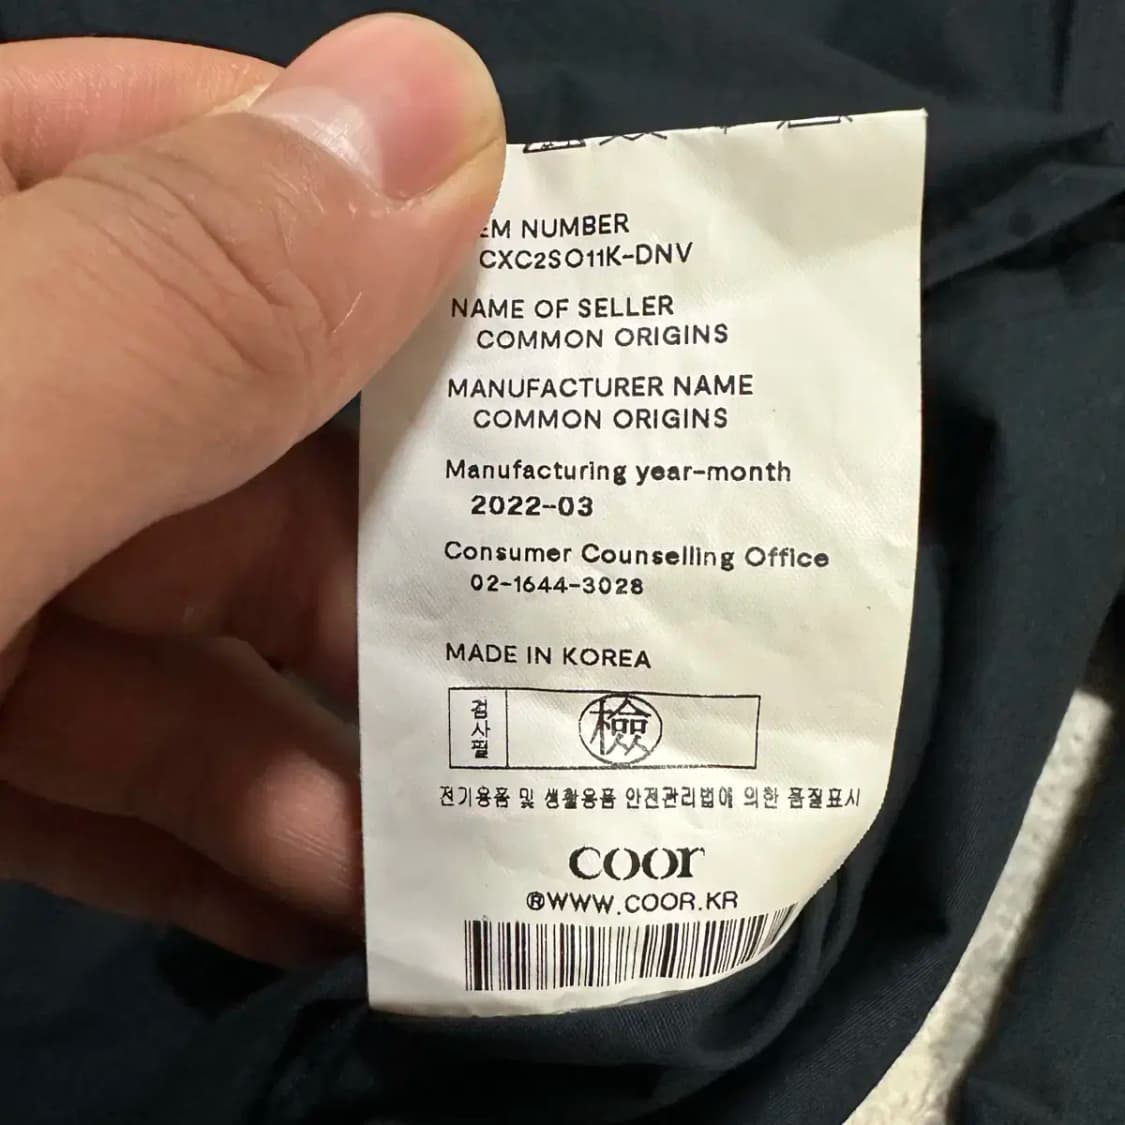 NUMBER
CXC2SO11K-DNV
NAME OF SELLER
COMMON ORIGINS
MANUFACTURER NAME
COMMON ORIGINS
Manufacturing year-month
2022-03
Consumer Counselling Office
02-1644-3028
MADE IN KOREA
검사필
檢
전기용품 및 생활용품 안전관리법에 의한 품질표시
coor
®WWW.COOR.KR